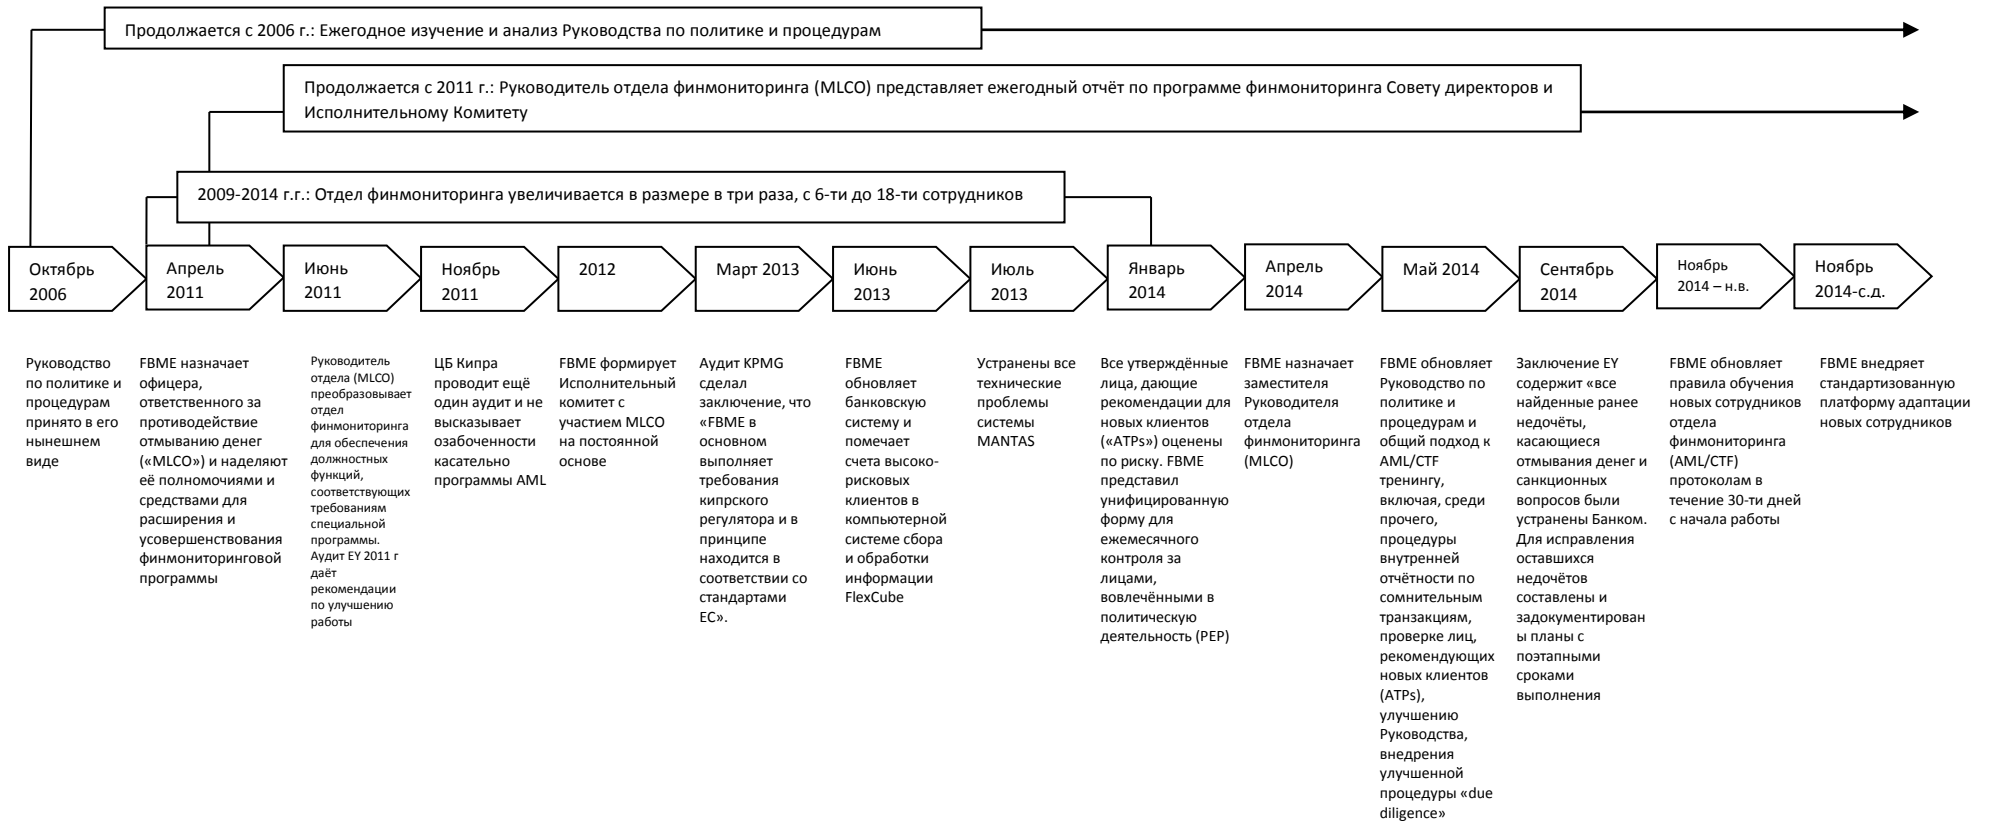 Продолжается с 2006 г.: Ежегодное изучение и анализ Руководства по политике и процедурам
Продолжается с 2011 г.: Руководитель отдела финмониторинга (MLCO) представляет ежегодный отчёт по программе финмониторинга Совету директоров и
Исполнительному Комитету
2009-2014 г.г.: Отдел финмониторинга увеличивается в размере в три раза, с 6-ти до 18-ти сотрудников
Октябрь
2006
Апрель
2011
Июнь
2011
Ноябрь
2011
2012
Март 2013
Июнь
2013
Июль
2013
Январь
2014
Апрель
2014
Май 2014
Сентябрь
2014
Ноябрь
2014 – н.в.
Ноябрь
2014-с.д.
Руководство
по политике и
процедурам
принято в его
нынешнем
виде
FBME назначает
офицера,
ответственного за
противодействие
отмыванию денег
(«MLCO») и наделяют
её полномочиями и
средствами для
расширения и
усовершенствования
финмониторинговой
программы
Руководитель
отдела (MLCO)
преобразовывает
отдел
финмониторинга
для обеспечения
должностных
функций,
соответствующих
требованиям
специальной
программы.
Аудит EY 2011 г
даёт
рекомендации
по улучшению
работы
ЦБ Кипра
проводит ещё
один аудит и не
высказывает
озабоченности
касательно
программы AML
FBME формирует
Исполнительный
комитет с
участием MLCO
на постоянной
основе
Аудит KPMG
сделал
заключение, что
«FBME в
основном
выполняет
требования
кипрского
регулятора и в
принципе
находится в
соответствии со
стандартами
ЕС».
FBME
обновляет
банковскую
систему и
помечает
счета высоко-
рисковых
клиентов в
компьютерной
системе сбора
и обработки
информации
FlexCube
Устранены все
технические
проблемы
системы
MANTAS
Все утверждённые
лица, дающие
рекомендации для
новых клиентов
(«ATPs») оценены
по риску. FBME
представил
унифицированную
форму для
ежемесячного
контроля за
лицами,
вовлечёнными в
политическую
деятельность (PEP)
FBME назначает
заместителя
Руководителя
отдела
финмониторинга
(MLCO)
FBME обновляет
Руководство по
политике и
процедурам и
общий подход к
AML/CTF
тренингу,
включая, среди
прочего,
процедуры
внутренней
отчётности по
сомнительным
транзакциям,
проверке лиц,
рекомендующих
новых клиентов
(ATPs),
улучшению
Руководства,
внедрения
улучшенной
процедуры «due
diligence»
Заключение EY
содержит «все
найденные ранее
недочёты,
касающиеся
отмывания денег и
санкционных
вопросов были
устранены Банком.
Для исправления
оставшихся
недочётов
составлены и
задокументирован
ы планы с
поэтапными
сроками
выполнения
FBME обновляет
правила обучения
новых сотрудников
отдела
финмониторинга
(AML/CTF)
протоколам в
течение 30-ти дней
с начала работы
FBME внедряет
стандартизованную
платформу адаптации
новых сотрудников